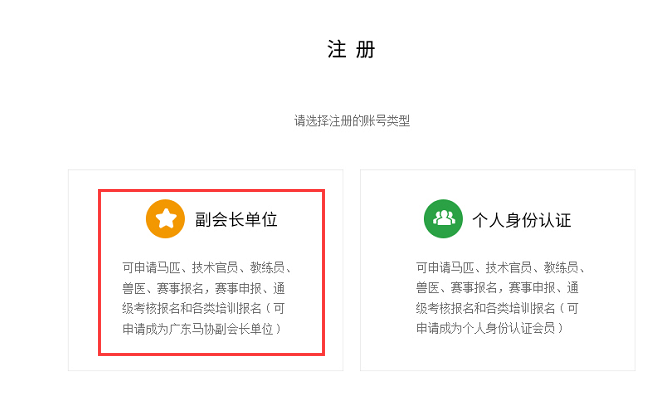 注 册
请选择注册的账号类型
副会长单位
可申请马匹、技术官员、教练员、
兽医、赛事报名，赛事申报、通
级考核报名和各类培训报名（可
申请成为广东马协副会长单位）
个人身份认证
可申请马匹、技术官员、教练员、
兽医、赛事报名，赛事申报、通
级考核报名和各类培训报名（可
申请成为个人身份认证会员）